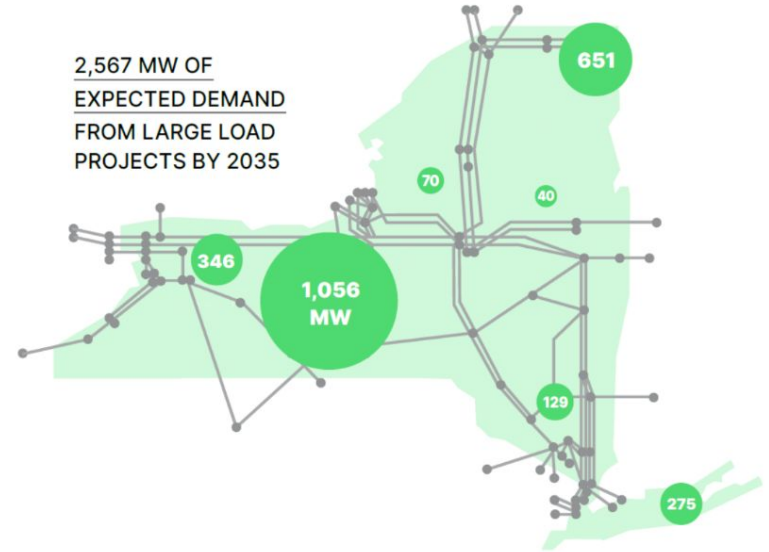 2,567 MW OF
EXPECTED DEMAND
FROM LARGE LOAD
PROJECTS BY 2035
651
70
40
346
1,056
MW
129
275